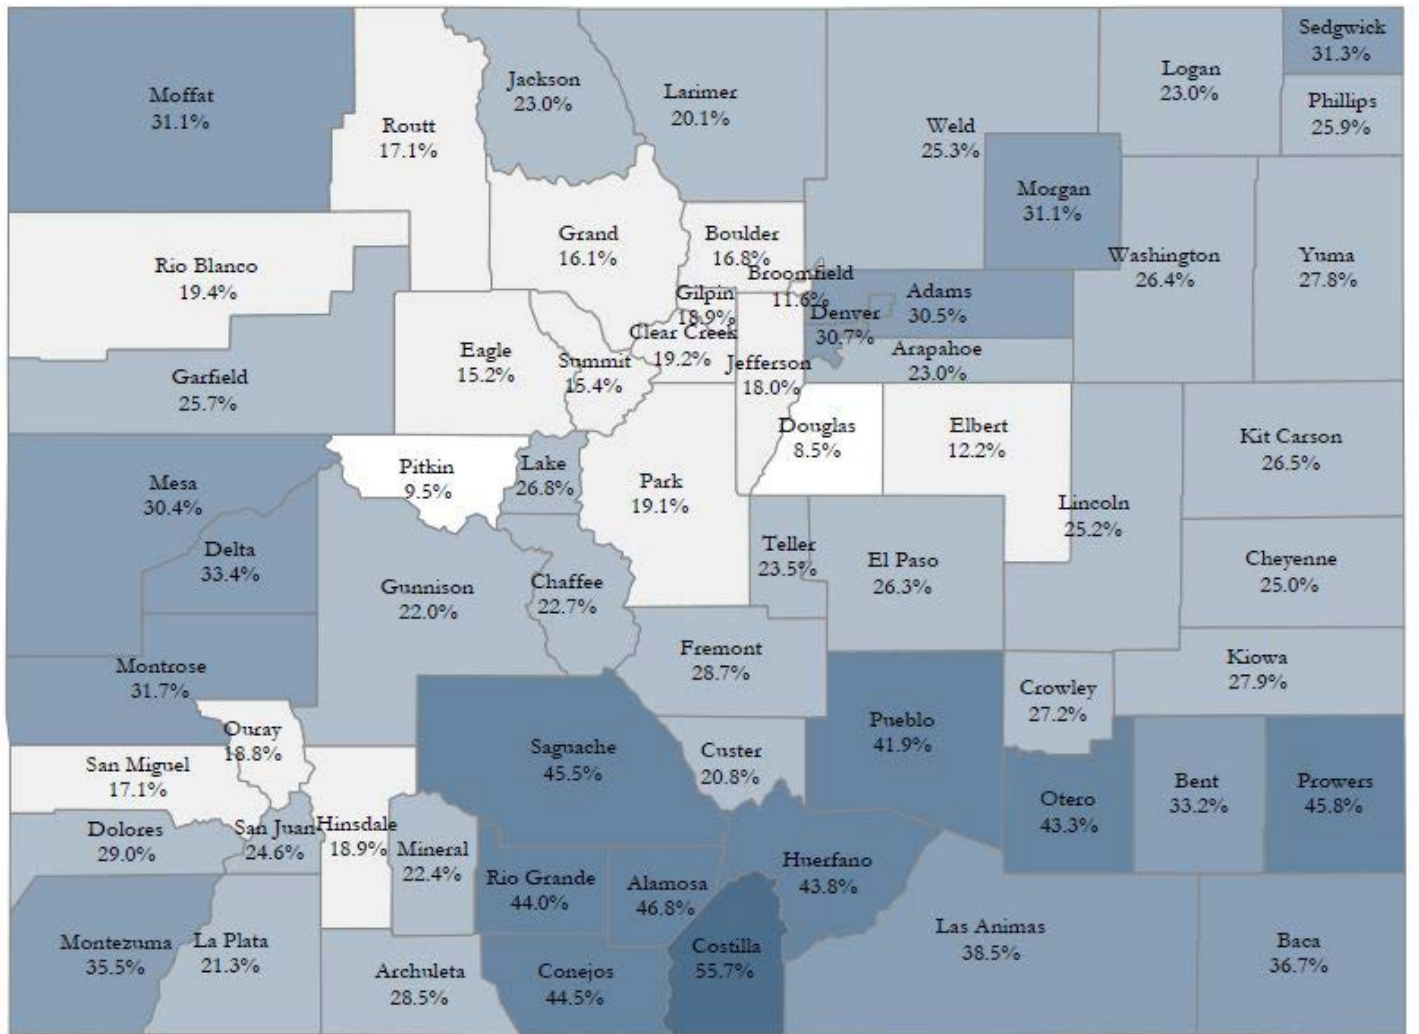 Sedgwick
31.3%
Jackson
23.0%
Larimer
20.1%
Logan
23.0%
Moffat
31.1%
Phillips
25.9%
Routt
17.1%
Weld
25.3%
Morgan
31.1%
Grand
16.1%
Boulder
16.8%
Rio Blanco
19.4%
Washington
26.4%
Yuma
27.8%
Broomfield
11.6%
Gilpin
18.9%
Adams
30.5%
Denver
30.7%
Clear Creek
19.2%
Eagle
15.2%
Summit
15.4%
Jefferson
18.0%
Arapahoe
23.0%
Garfield
25.7%
Douglas
8.5%
Elbert
12.2%
Kit Carson
26.5%
Pitkin
9.5%
Lake
26.8%
Mesa
30.4%
Park
19.1%
Lincoln
25.2%
Delta
33.4%
Teller
23.5%
El Paso
26.3%
Cheyenne
25.0%
Gunnison
22.0%
Chaffee
22.7%
Fremont
28.7%
Montrose
31.7%
Kiowa
27.9%
Crowley
27.2%
Ouray
18.8%
Saguache
45.5%
Pueblo
41.9%
Custer
20.8%
San Miguel
17.1%
Otero
43.3%
Bent
33.2%
Prowers
45.8%
Dolores
29.0%
San Juan
24.6%
Hinsdale
18.9%
Mineral
22.4%
Rio Grande
44.0%
Alamosa
46.8%
Huerfano
43.8%
Montezuma
35.5%
La Plata
21.3%
Archuleta
28.5%
Conejos
44.5%
Costilla
55.7%
Las Animas
38.5%
Baca
36.7%